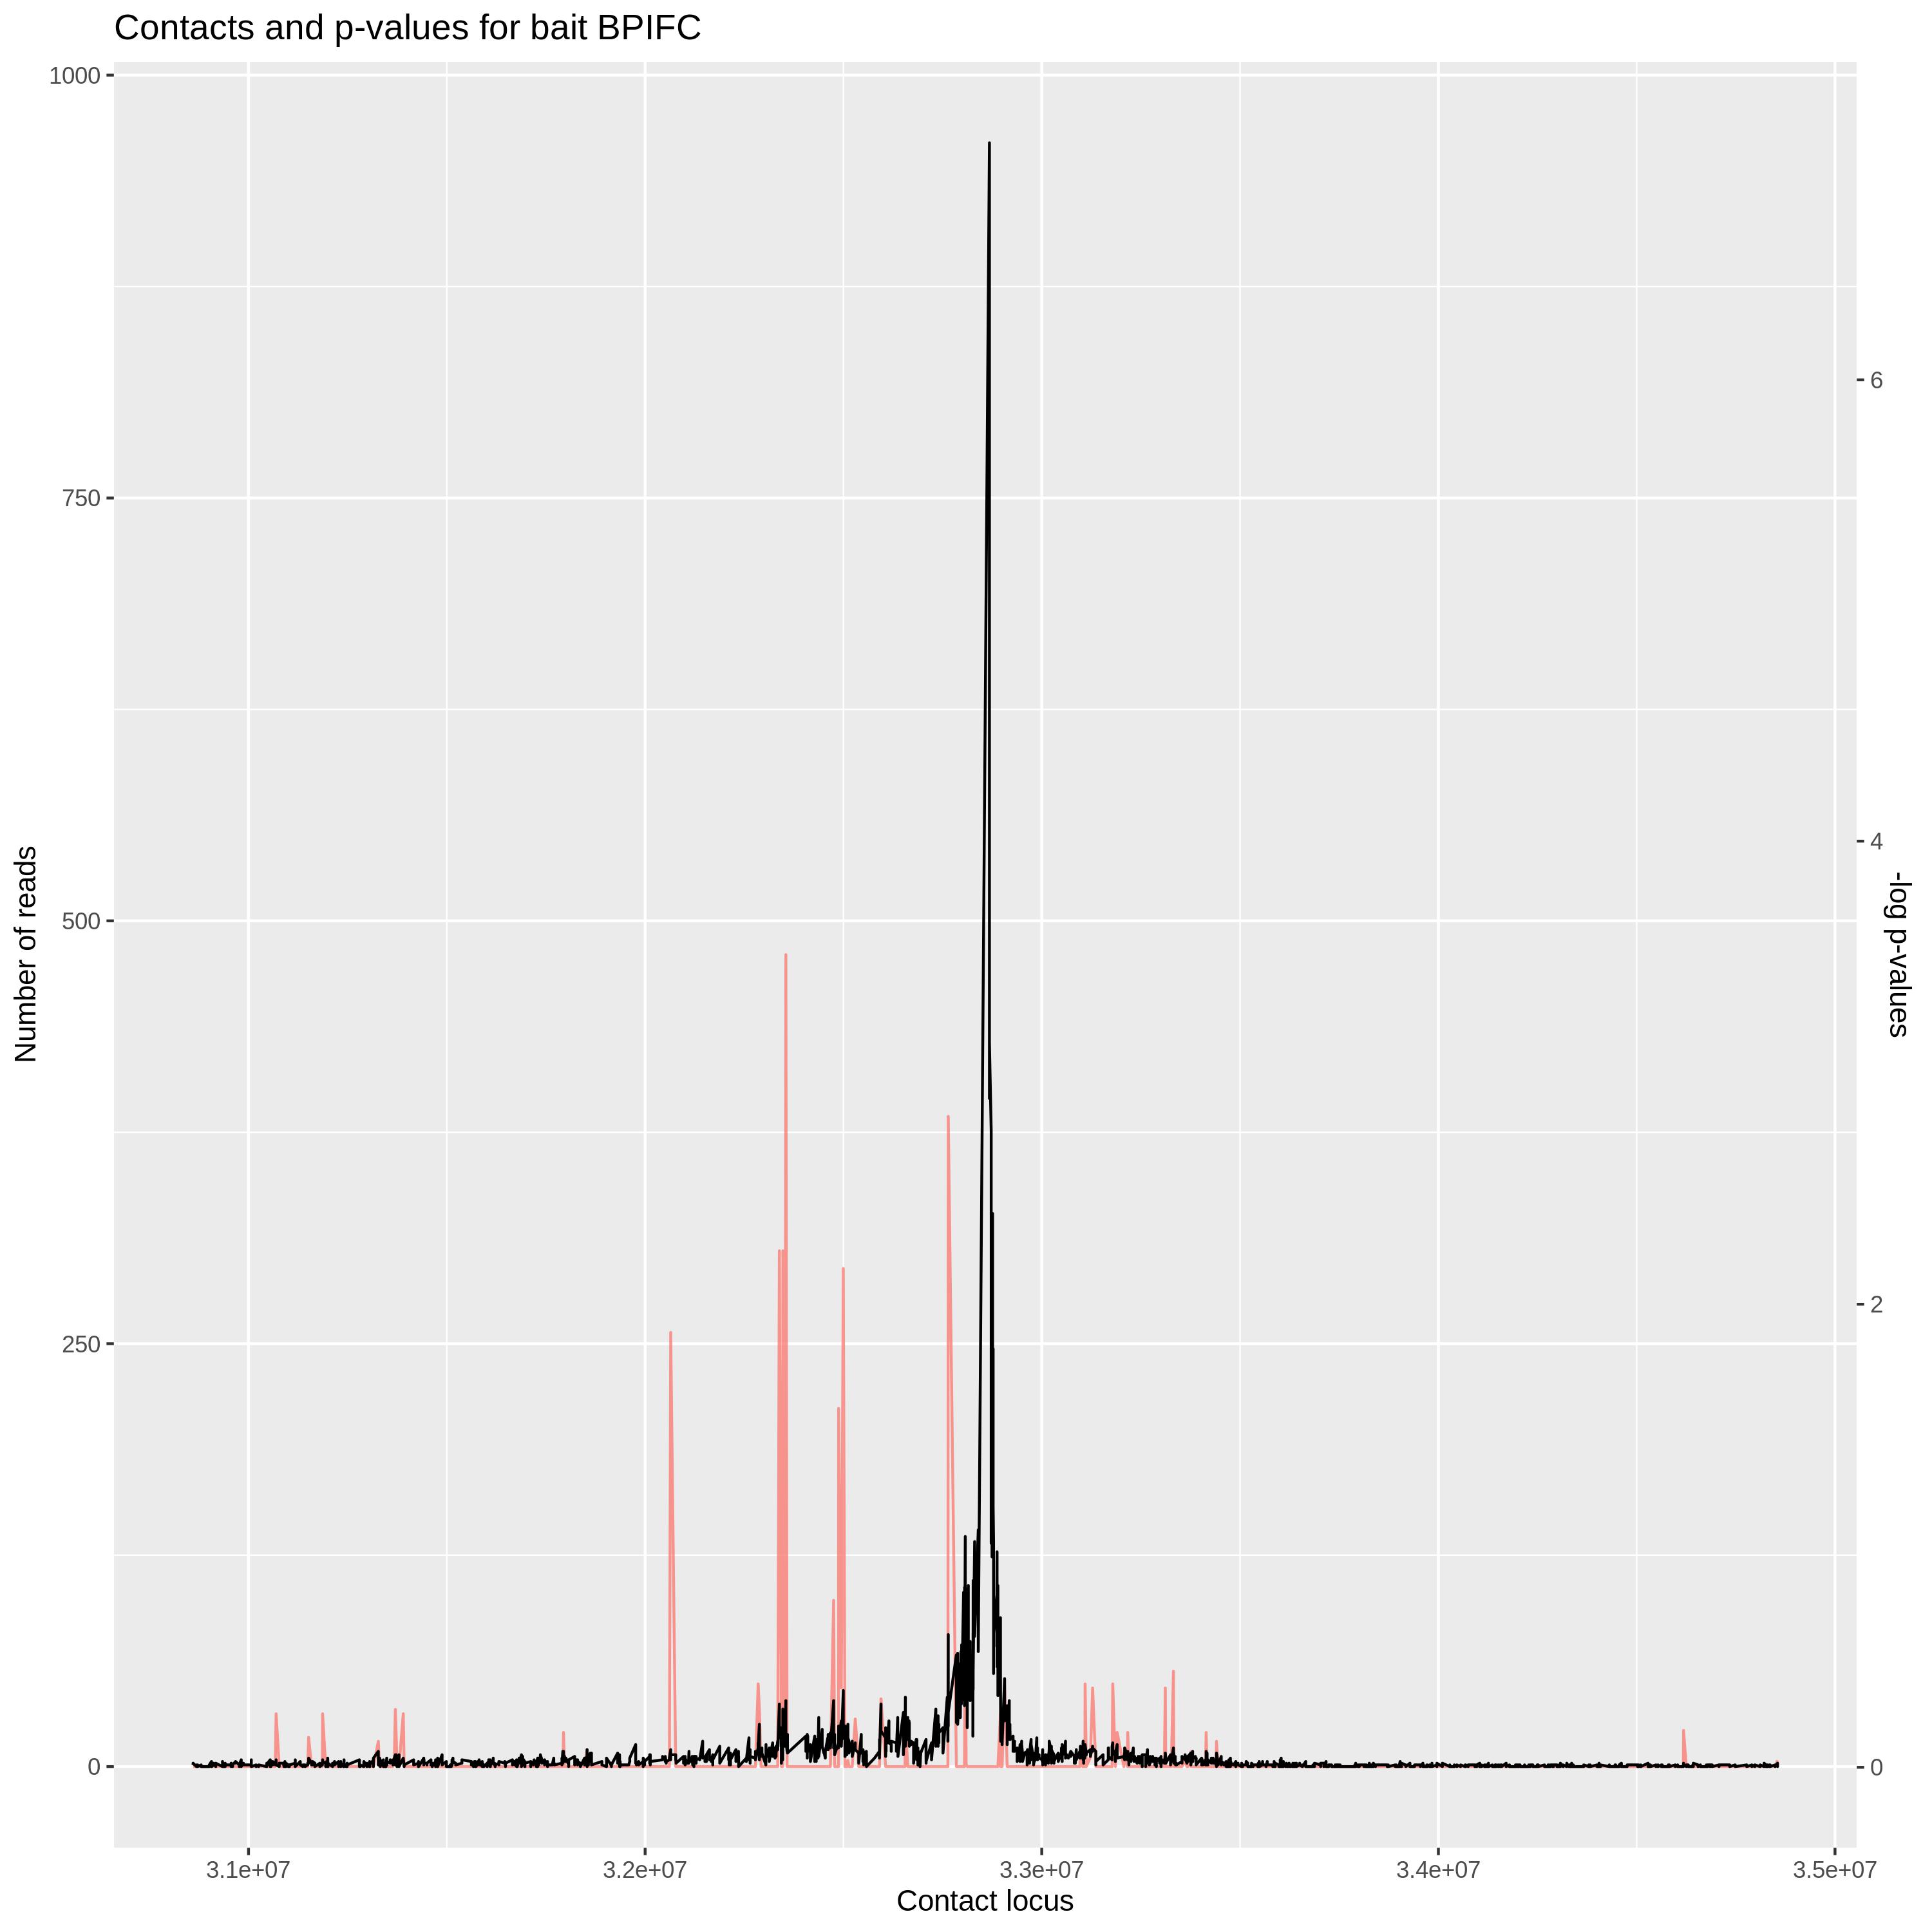 Contacts and p-values for bait BPIFC
1000
750
500
250
0
Number of reads
6
4
2
0
-log p-values
3.1e+07
3.2e+07
3.3e+07
3.4e+07
3.5e+07
Contact locus